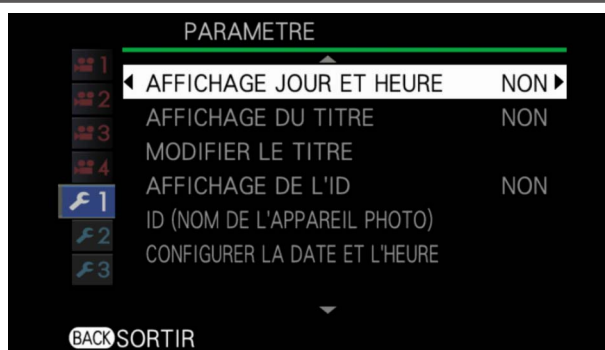 PARAMETRE
1
2
3
4
1
2
3
AFFICHAGE JOUR ET HEURE NON
AFFICHAGE DU TITRE NON
MODIFIER LE TITRE
AFFICHAGE DE L'ID NON
ID (NOM DE L'APPAREIL PHOTO)
CONFIGURER LA DATE ET L'HEURE
BACK SORTIR